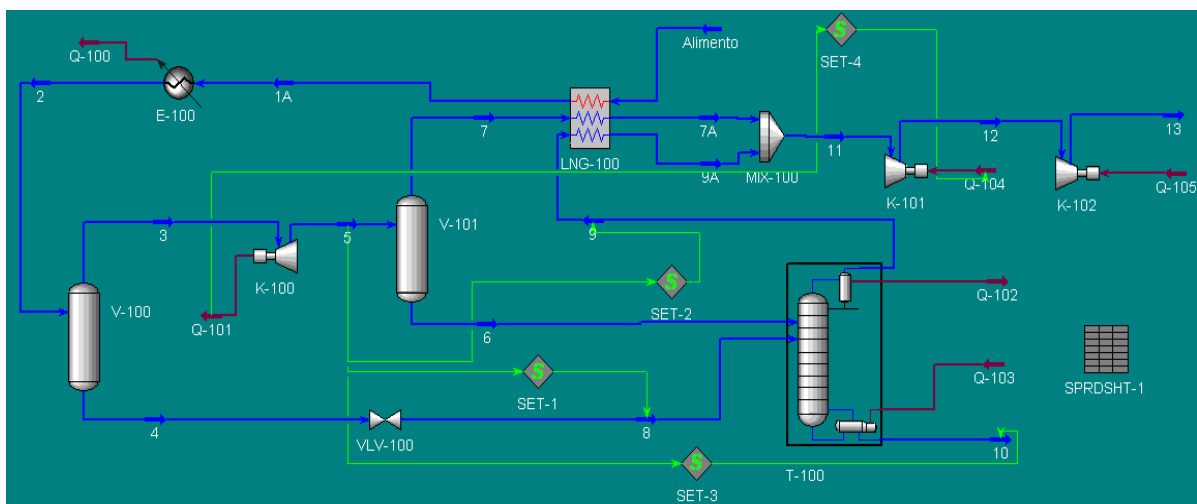 Q-100
Alimento
S
SET-4
2
1A
E-100
7
7A
12
13
LNG-100
MIX-100
11
9A
Q-104
K-101
Q-105
K-102
3
5
V-101
9
K-100
S
SET-2
V-100
Q-101
Q-102
6
SPRDSHT-1
S
SET-1
Q-103
4
VLV-100
8
10
S
SET-3
T-100